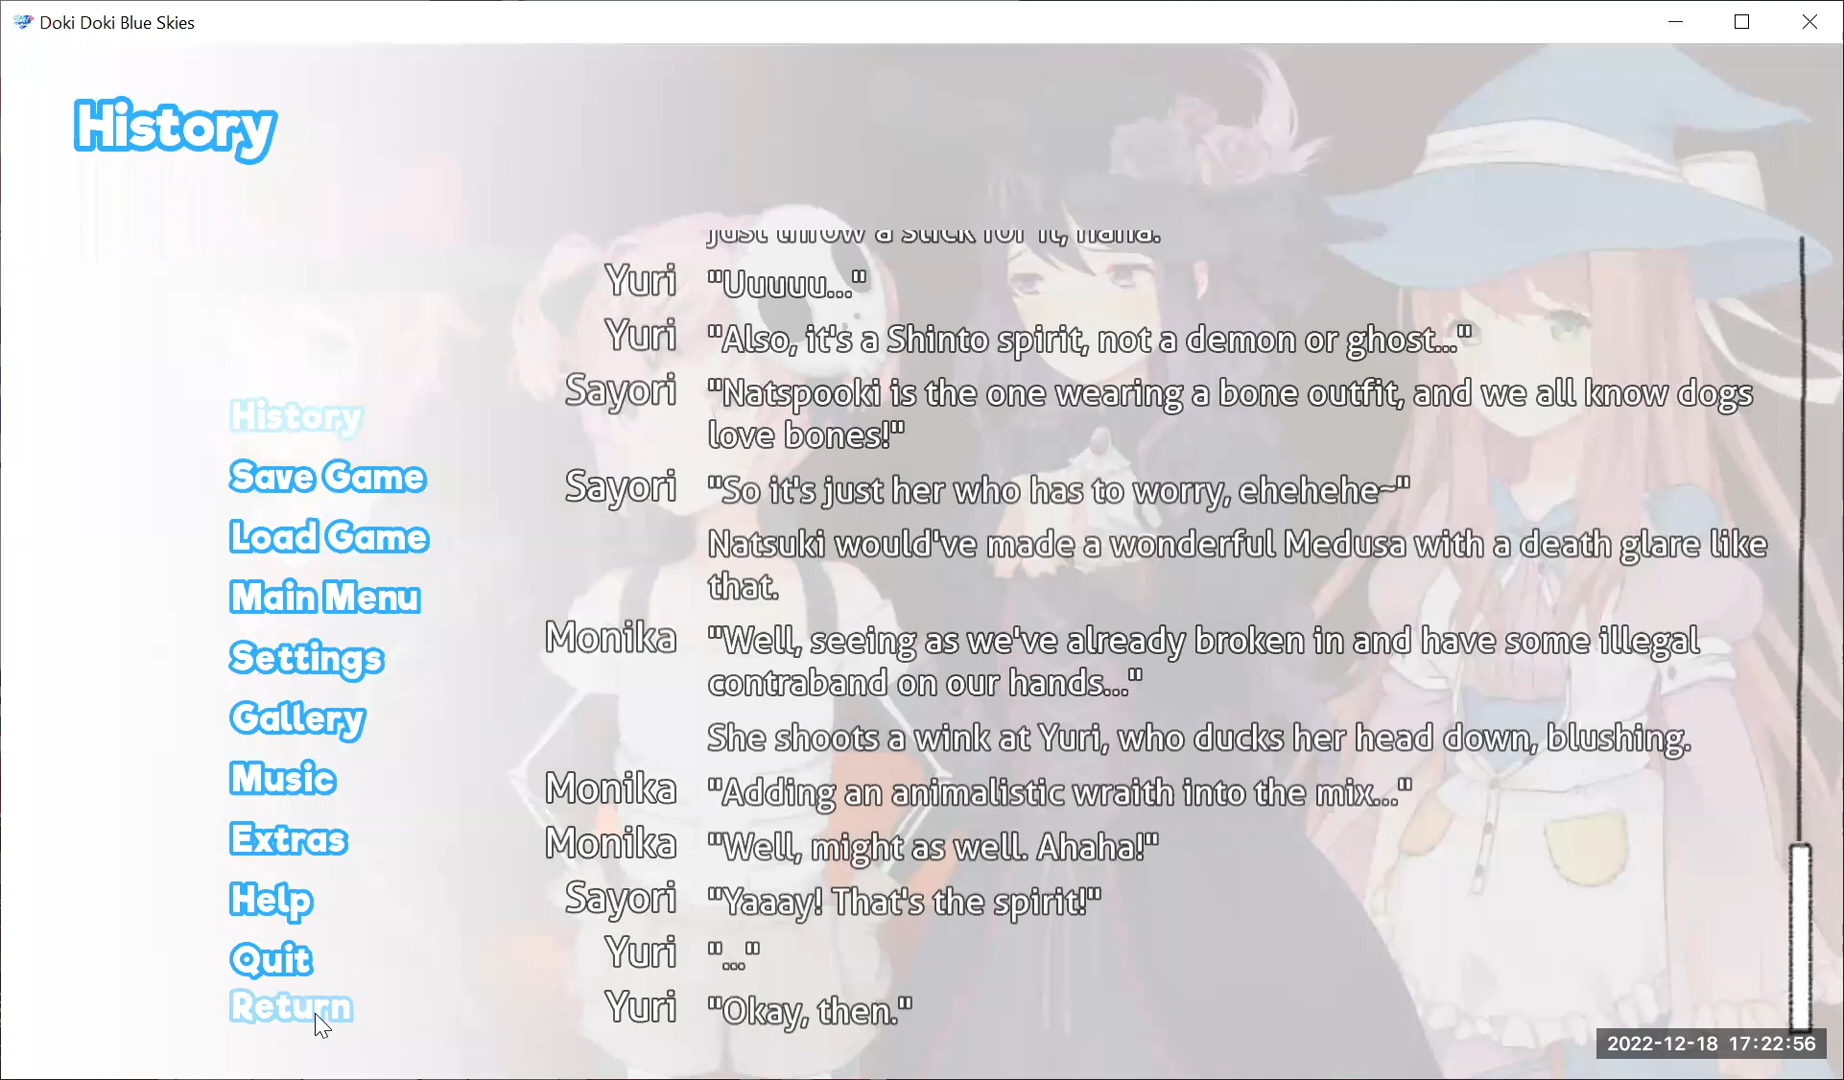 Doki Doki Blue Skies
History
just throw a stick for it, haha.
Yuri "Uuuuu..."
Yuri "Also, it's a Shinto spirit, not a demon or ghost..."
Sayori "Natspooki is the one wearing a bone outfit, and we all know dogs
love bones!"
Sayori "So it's just her who has to worry, ehehehe~"
Natsuki would've made a wonderful Medusa with a death glare like
that.
Monika "Well, seeing as we've already broken in and have some illegal
contraband on our hands..."
She shoots a wink at Yuri, who ducks her head down, blushing.
Monika "Adding an animalistic wraith into the mix..."
Monika "Well, might as well. Ahaha!"
Sayori "Yaaay! That's the spirit!"
Yuri "..."
Yuri "Okay, then."
History
Save Game
Load Game
Main Menu
Settings
Gallery
Music
Extras
Help
Quit
Return
2022-12-18 17:22:56